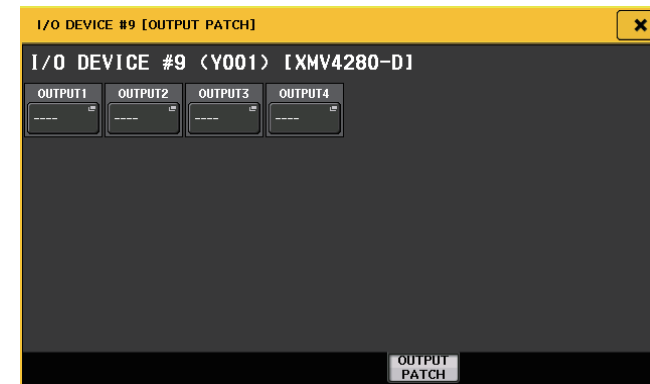 I/O DEVICE #9 [OUTPUT PATCH]
I/O DEVICE #9 (Y001) [XMV4280-D]
OUTPUT1 OUTPUT2 OUTPUT3 OUTPUT4
---- ---- ---- ----
OUTPUT
PATCH